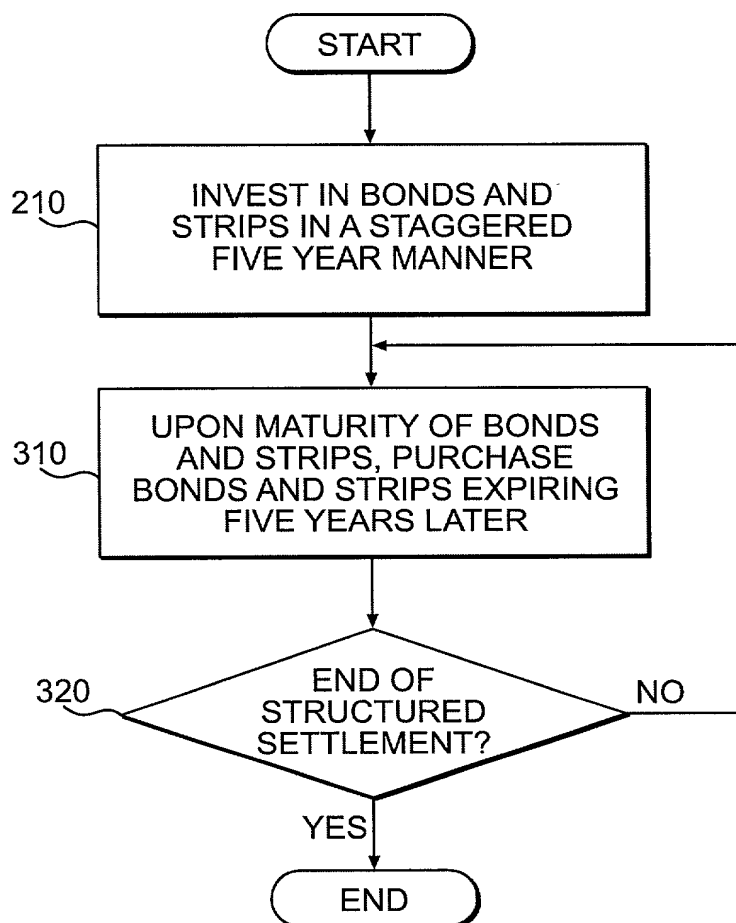 START
210
INVEST IN BONDS AND
STRIPS IN A STAGGERED
FIVE YEAR MANNER
310
UPON MATURITY OF BONDS
AND STRIPS, PURCHASE
BONDS AND STRIPS EXPIRING
FIVE YEARS LATER
320
END OF
STRUCTURED
SETTLEMENT?
NO
YES
END